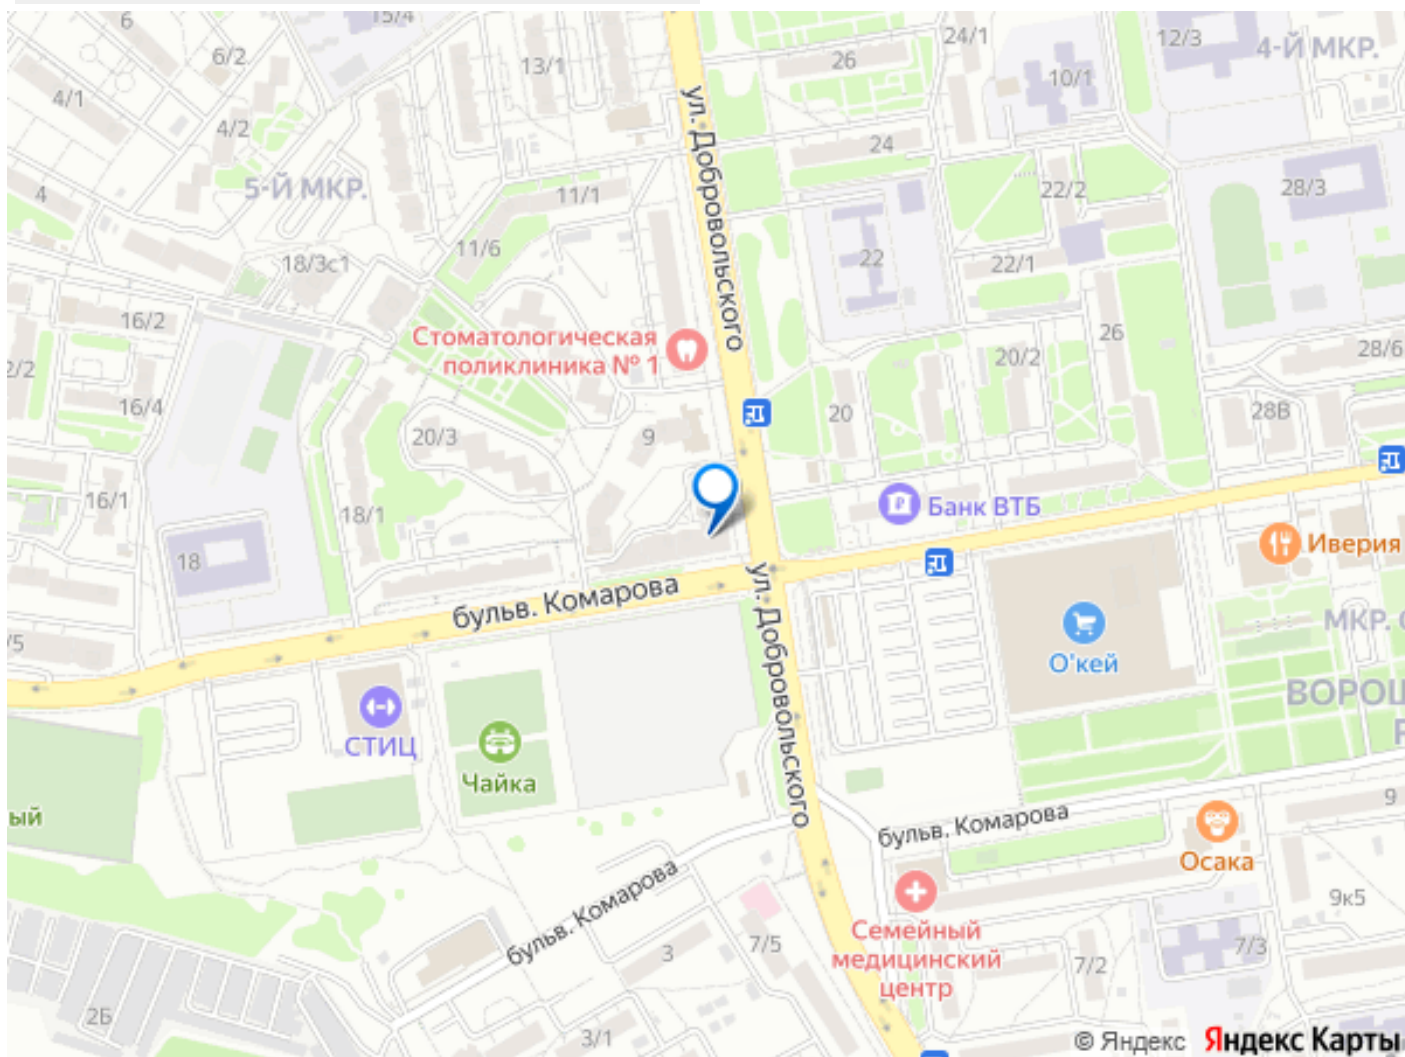 6
15/4
6/2
13/1
26
24/1
12/3
4-Й МКР.
10/1
4/1
4/2
ул. Добровольского
24
5-Й МКР.
4
11/1
22/2
28/3
11/6
18/3с1
22
22/1
16/2
26
Стоматологическая
поликлиника № 1
20/2
28/6
2/2
16/4
20
28В
20/3
9
16/1
18/1
Банк ВТБ
Иверия
18
ул. Добровольского
бульв. Комарова
О'кей
МКР. С
/5
ВОРОШ
Р
СТИЦ
Чайка
ый
9
бульв. Комарова
Осака
бульв. Комарова
9к5
Семейный
медицинский
центр
7/5
3
7/2
7/3
2Б
3/1
© Яндекс Яндекс Карты